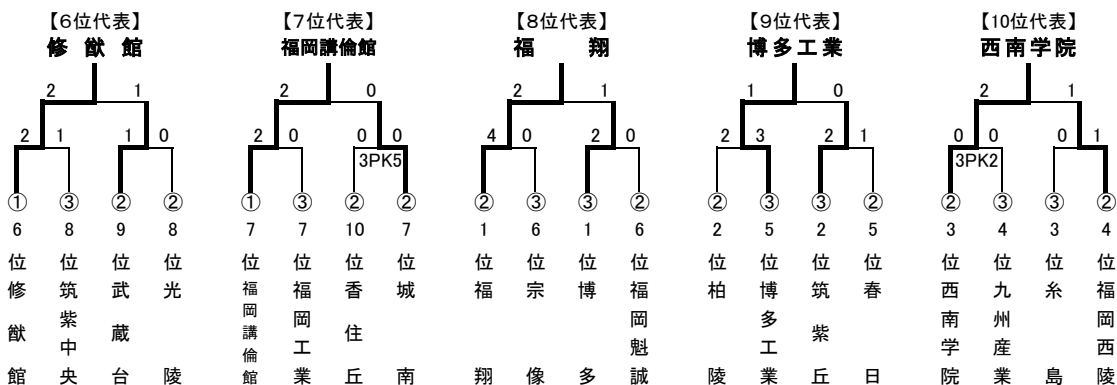 【6位代表】 【7位代表】 【8位代表】 【9位代表】 【10位代表】
修猷館 福岡講倫館 福翔 博多工業 西南学院
2 1 2 0 2 1 1 0 2 1
2 1 1 0 2 0 0 0 4 0 2 0 2 3 2 1 0 0 0 1
3PK5 3PK2
① ③ ② ② ① ③ ② ② ② ③ ③ ② ② ③ ② ② ② ③ ③ ②
6 8 9 8 7 7 10 7 1 6 1 6 2 5 2 5 3 4 3 4
位 位 位 位 位 位 位 位 位 位 位 位 位 位 位 位 位 位 位 位
修猷館
筑紫中央
武蔵台
光陵
福岡講倫館
福岡工業
香住丘
城南
福翔
宗像
博多
福岡魁誠
柏陵
博多工業
筑紫丘
春日
西南学院
九州産業
糸島
福岡西陵